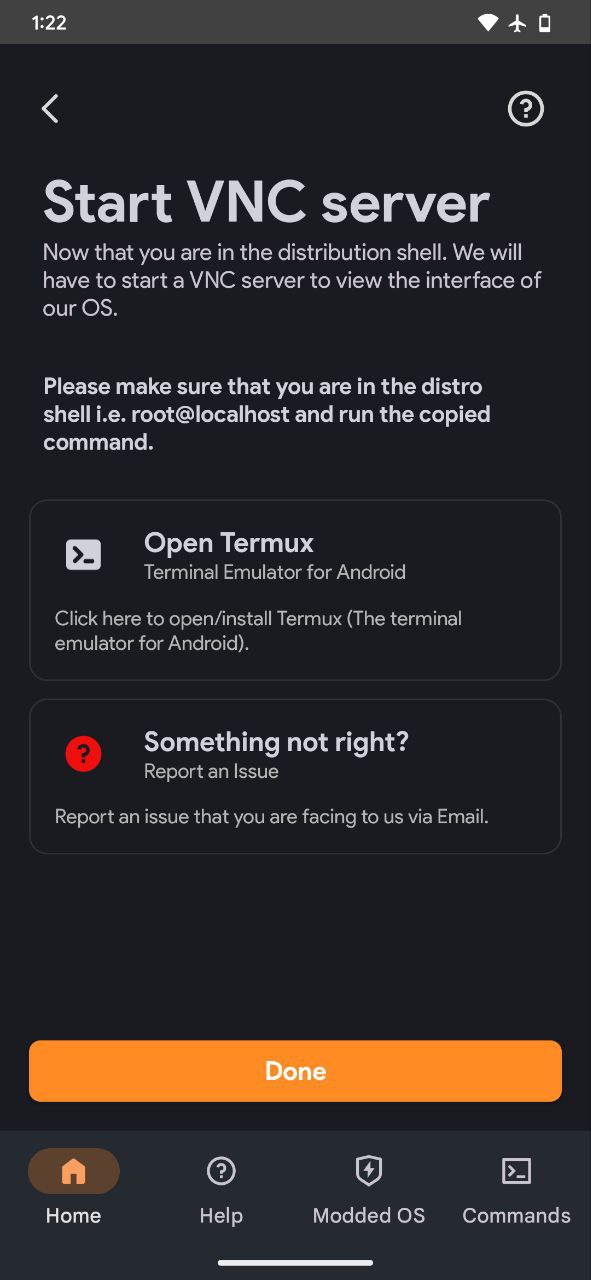 1:22
Start VNC server
Now that you are in the distribution shell. We will
have to start a VNC server to view the interface of
our OS.
Please make sure that you are in the distro
shell i.e. root@localhost and run the copied
command.
Open Termux
Terminal Emulator for Android
Click here to open/install Termux (The terminal
emulator for Android).
Something not right?
Report an Issue
Report an issue that you are facing to us via Email.
Done
Home
Help
Modded OS
Commands